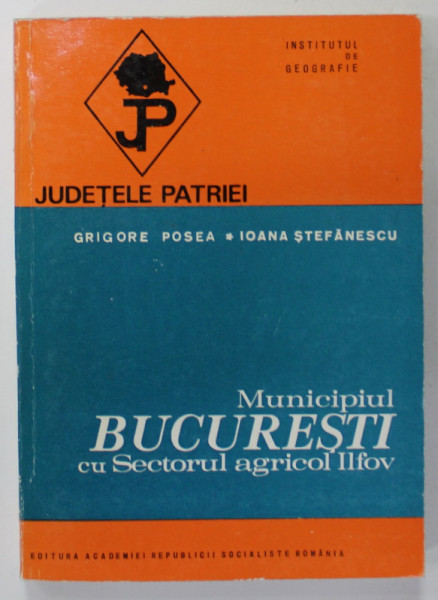 INSTITUTUL
DE
GEOGRAFIE
JP
JUDEȚELE PATRIEI
GRIGORE POSEA * IOANA ȘTEFĂNESCU
Municipiul
BUCUREȘTI
cu Sectorul agricol Ilfov
EDITURA ACADEMIEI REPUBLICII SOCIALISTE ROMÂNIA